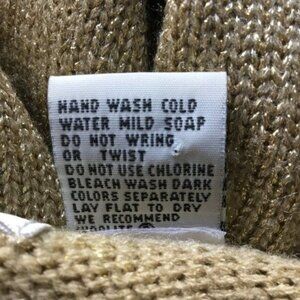 HAND WASH COLD
WATER MILD SOAP
DO NOT WRING
OR TWIST
DO NOT USE CHLORINE
BLEACH WASH DARK
COLORS SEPARATELY
LAY FLAT TO DRY
WE RECOMMEND